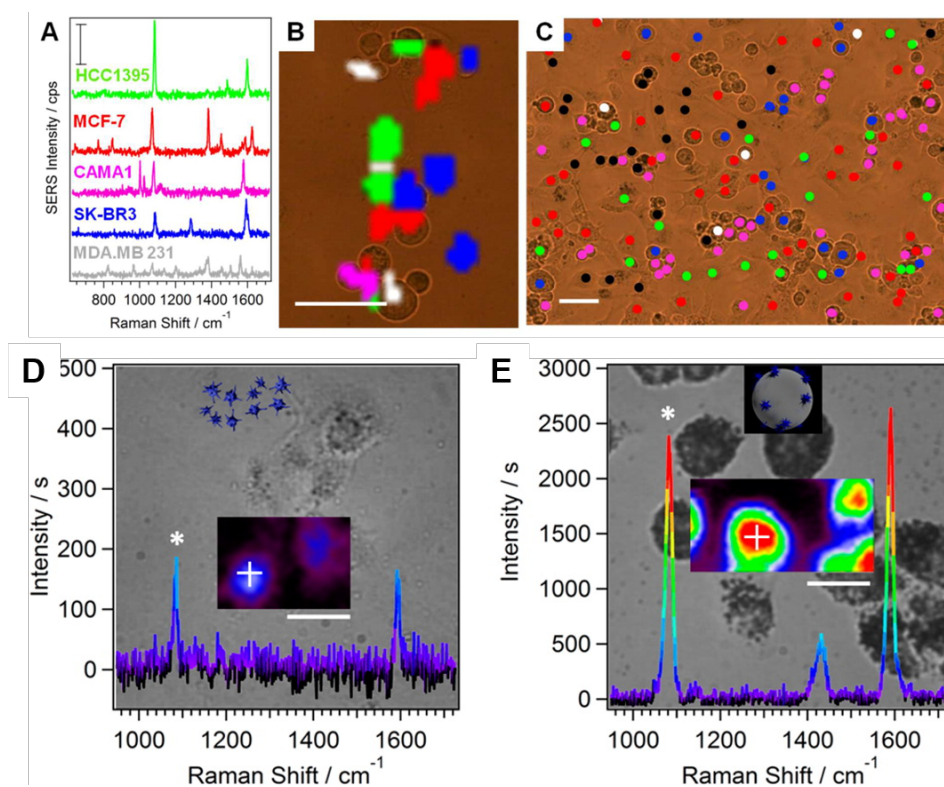 A
SERS Intensity / cps
HCC1395
MCF-7
CAMA1
SK-BR3
MDA.MB 231
800 1000 1200 1400 1600
Raman Shift / cm-1
B
C
D
Intensity / s
500
400
300
200
100
0
*
1000 1200 1400 1600
Raman Shift / cm-1
E
Intensity / s
3000
2500
2000
1500
1000
500
0
*
1000 1200 1400 1600
Raman Shift / cm-1